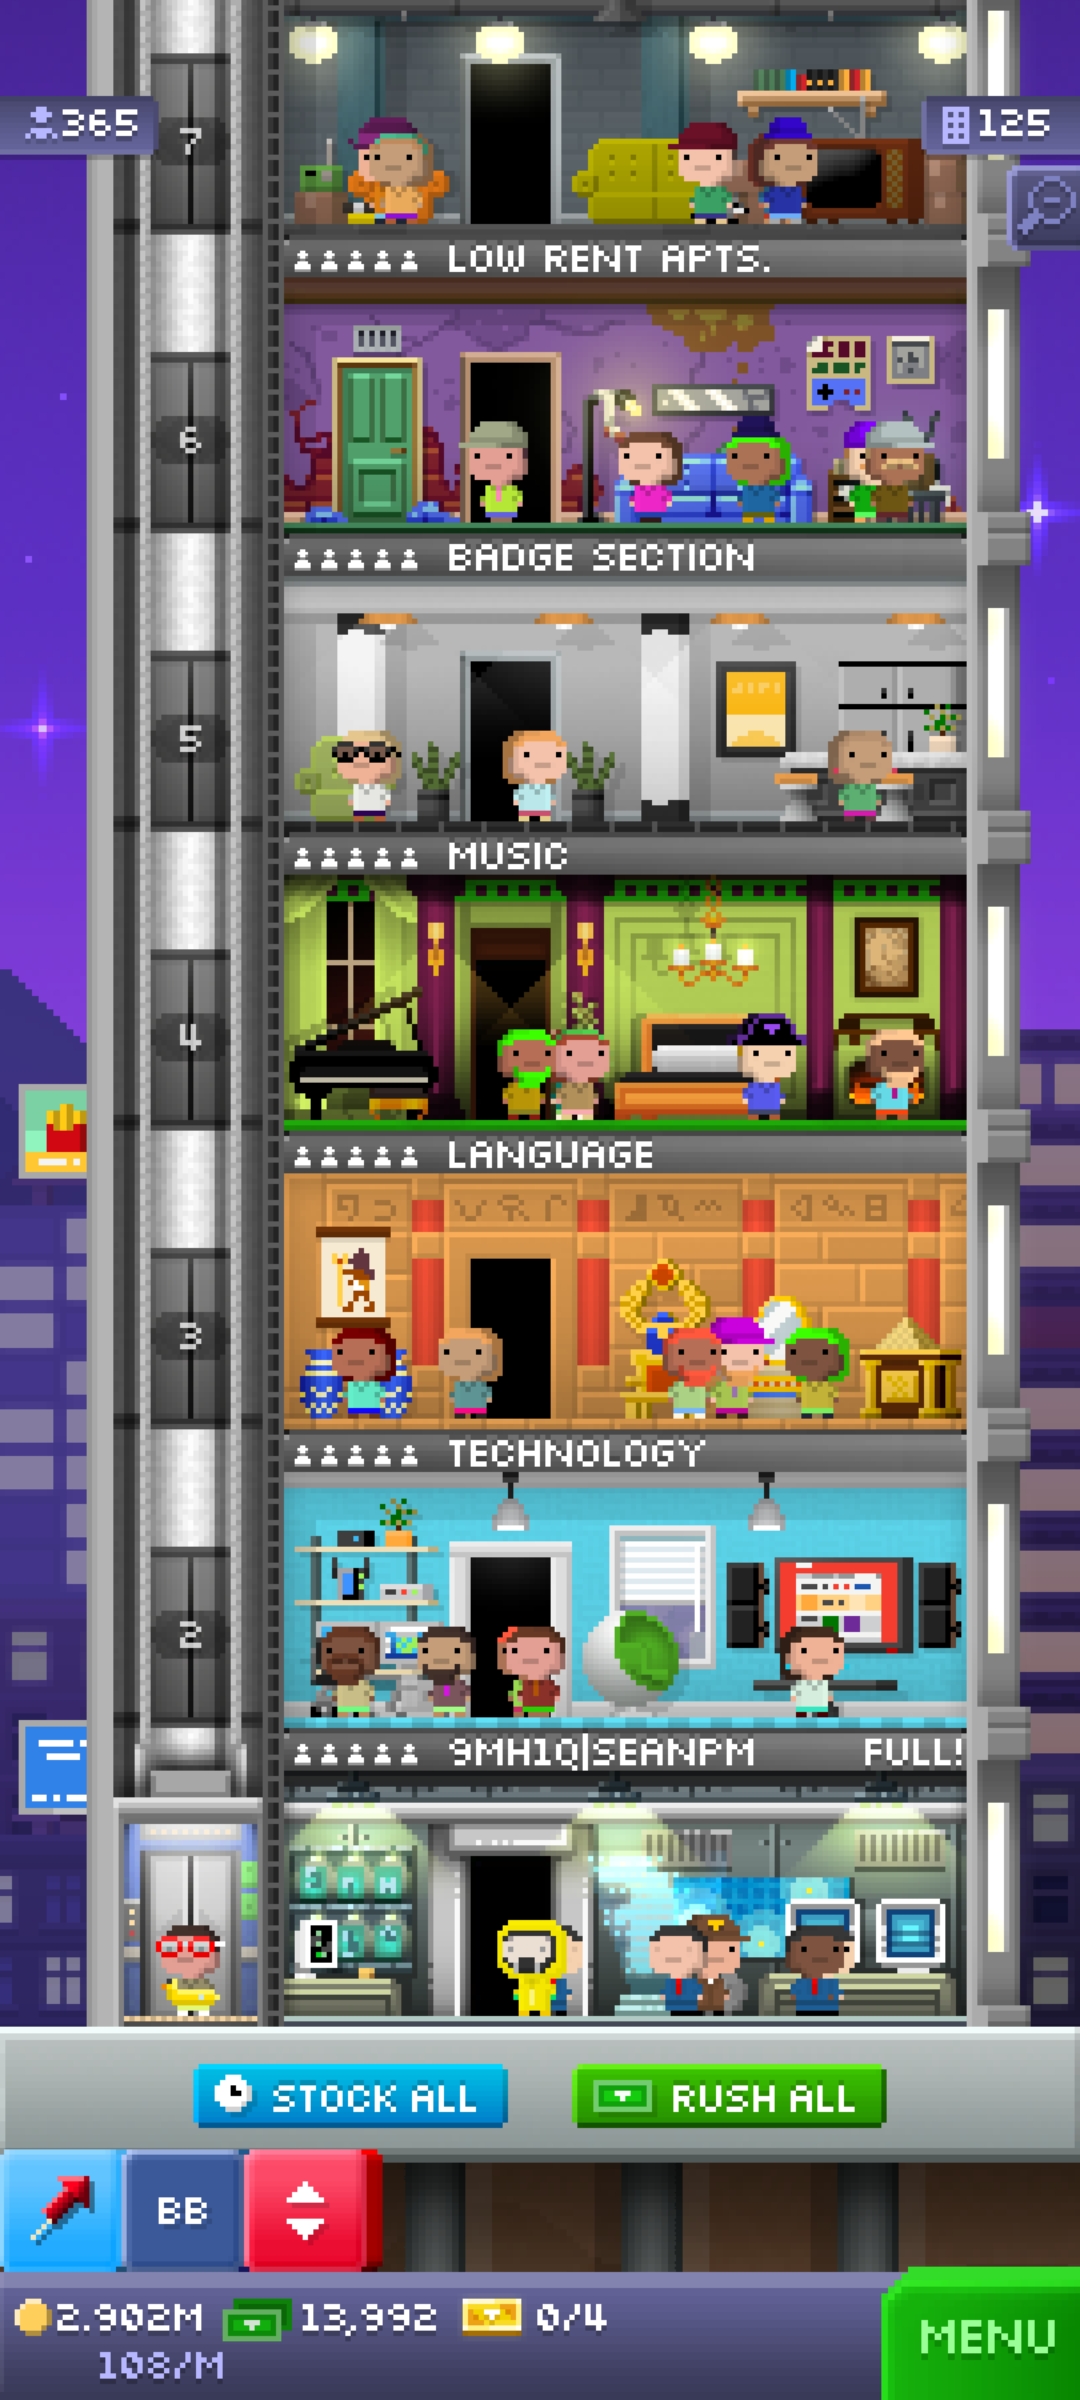 365
125
7
LOW RENT APTS.
6
BADGE SECTION
5
MUSIC
4
LANGUAGE
3
TECHNOLOGY
2
9MH1Q|SEANPM FULL!
STOCK ALL
RUSH ALL
BB
2.902M 13,992 0/4
108/M
MENU